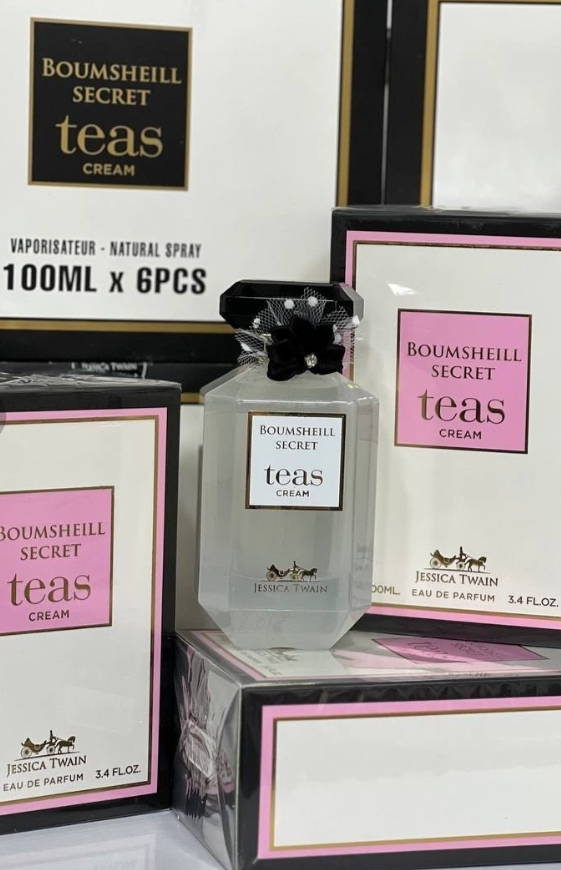 BOUMSHEILL
SECRET
teas
CREAM
VAPORISATEUR - NATURAL SPRAY
100ML x 6PCS
BOUMSHEILL
SECRET
teas
CREAM
JESSICA TWAIN
EAU DE PARFUM 3.4 FL.OZ.
BOUMSHEILL
SECRET
teas
CREAM
JESSICA TWAIN
BOUMSHEILL
SECRET
teas
CREAM
JESSICA TWAIN
EAU DE PARFUM 3.4 FL.OZ.